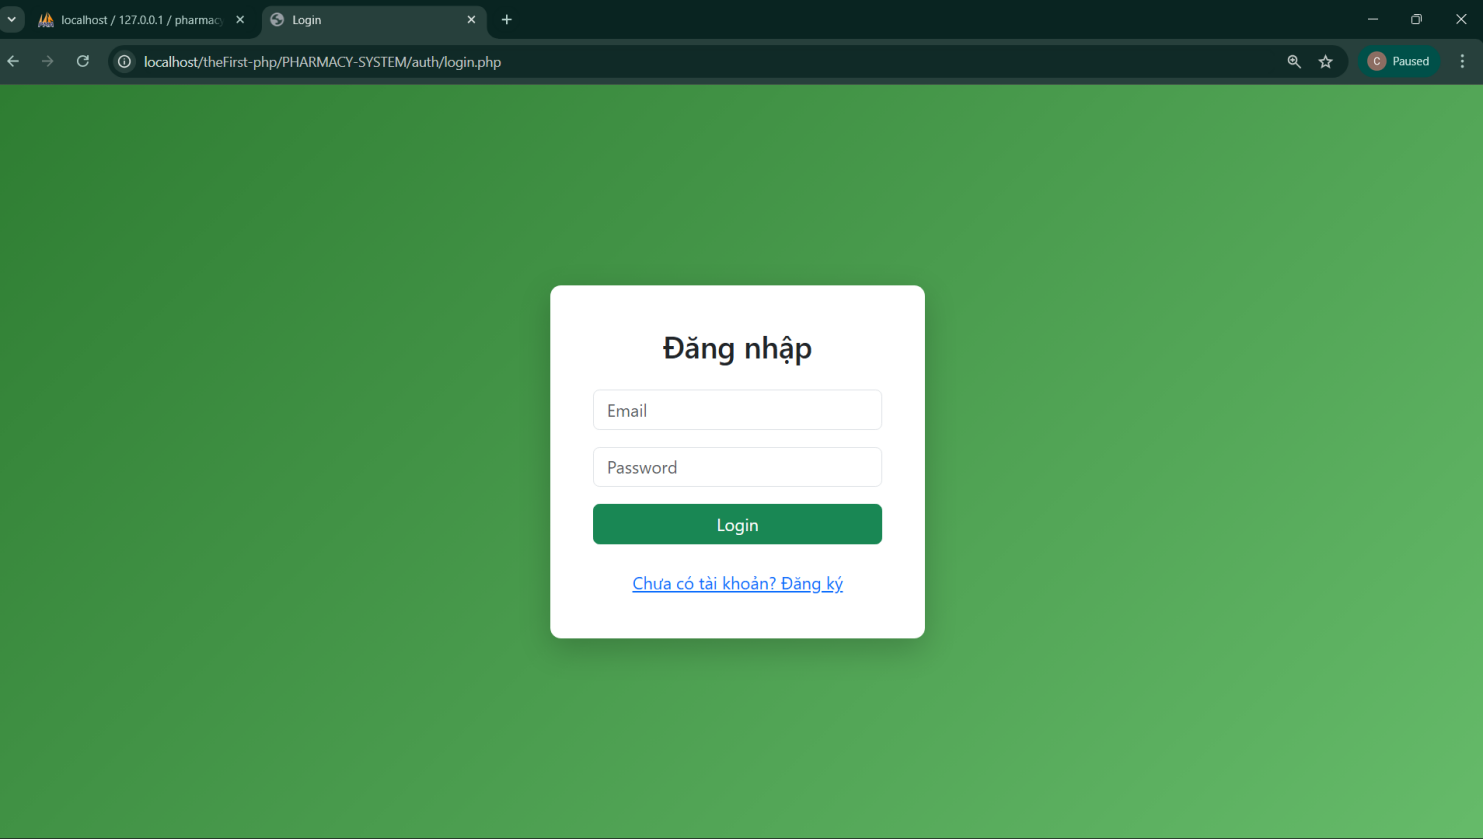 localhost / 127.0.0.1 / pharmac
Login
localhost/theFirst-php/PHARMACY-SYSTEM/auth/login.php
C
Paused
Đăng nhập
Email
Password
Login
Chưa có tài khoản? Đăng ký